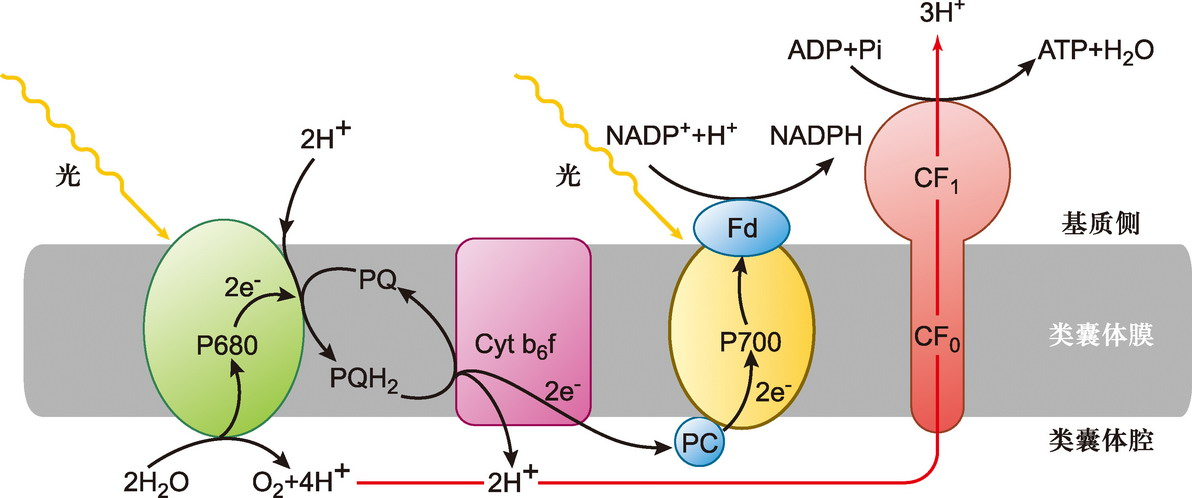 3H⁺
ADP+Pi
ATP+H₂O
2H⁺
NADP⁺+H⁺
NADPH
光
光
CF₁
基质侧
Fd
2e⁻
PQ
P680
Cyt b₆f
P700
CF₀
类囊体膜
PQH₂
2e⁻
2e⁻
PC
类囊体腔
2H₂O
O₂+4H⁺
2H⁺